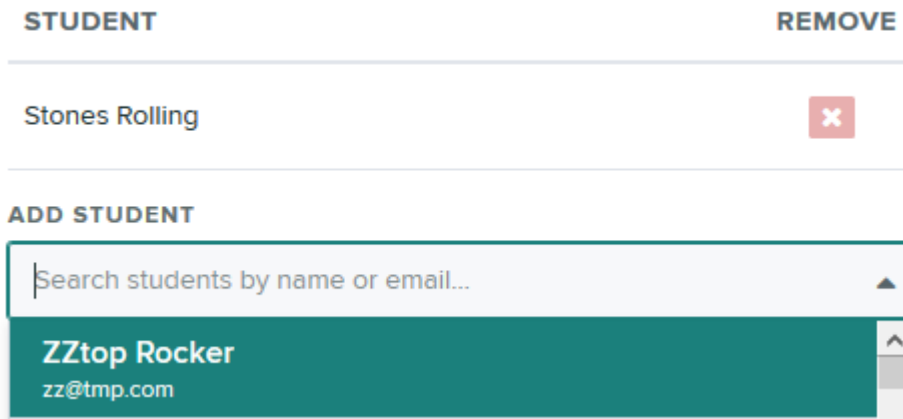 STUDENT REMOVE
Stones Rolling
ADD STUDENT
Search students by name or email...
ZZtop Rocker
zz@tmp.com